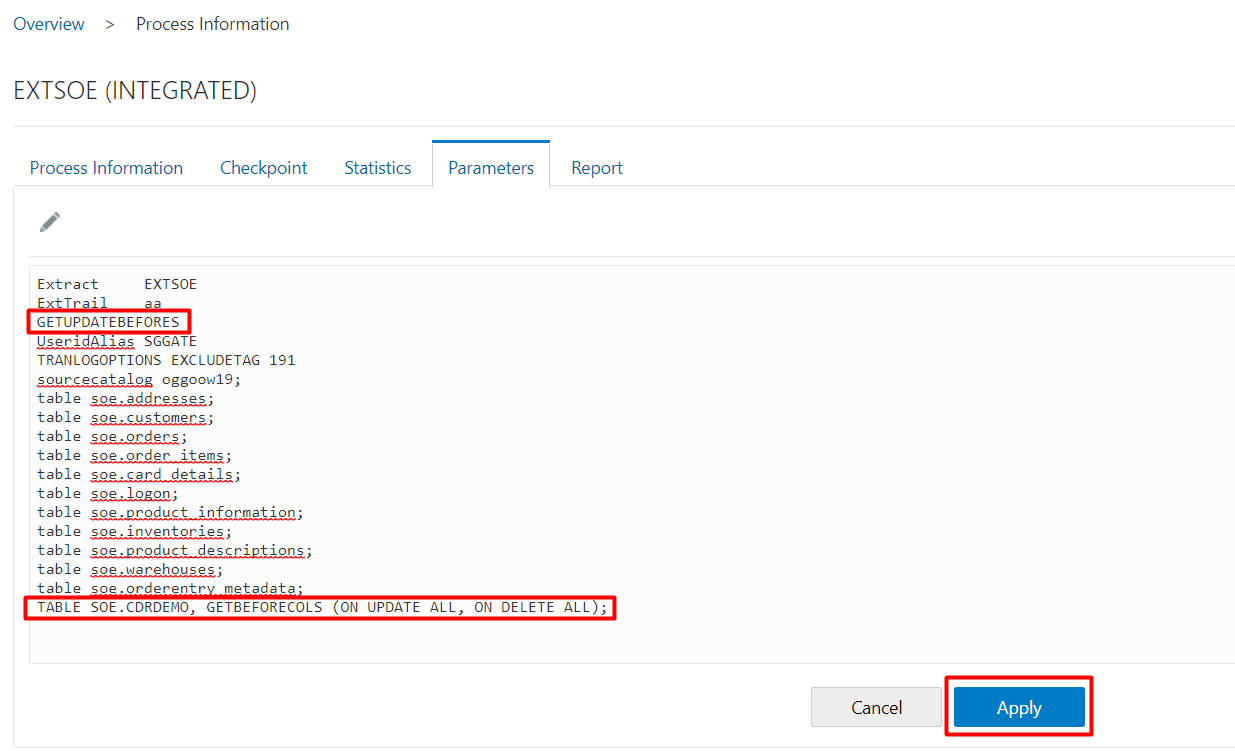 Overview > Process Information
EXTSOE (INTEGRATED)
Process Information Checkpoint Statistics Parameters Report
Extract EXTSOE
ExtTrail aa
GETUPDATEBEFORES
UseridAlias SGGATE
TRANLOGOPTIONS EXCLUDETAG 191
sourcecatalog oggoow19;
table soe.addresses;
table soe.customers;
table soe.orders;
table soe.order_items;
table soe.card_details;
table soe.logon;
table soe.product_information;
table soe.inventories;
table soe.product_descriptions;
table soe.warehouses;
table soe.orderentry_metadata;
TABLE SOE.CDRDEMO, GETBEFORECOLS (ON UPDATE ALL, ON DELETE ALL);
Cancel Apply